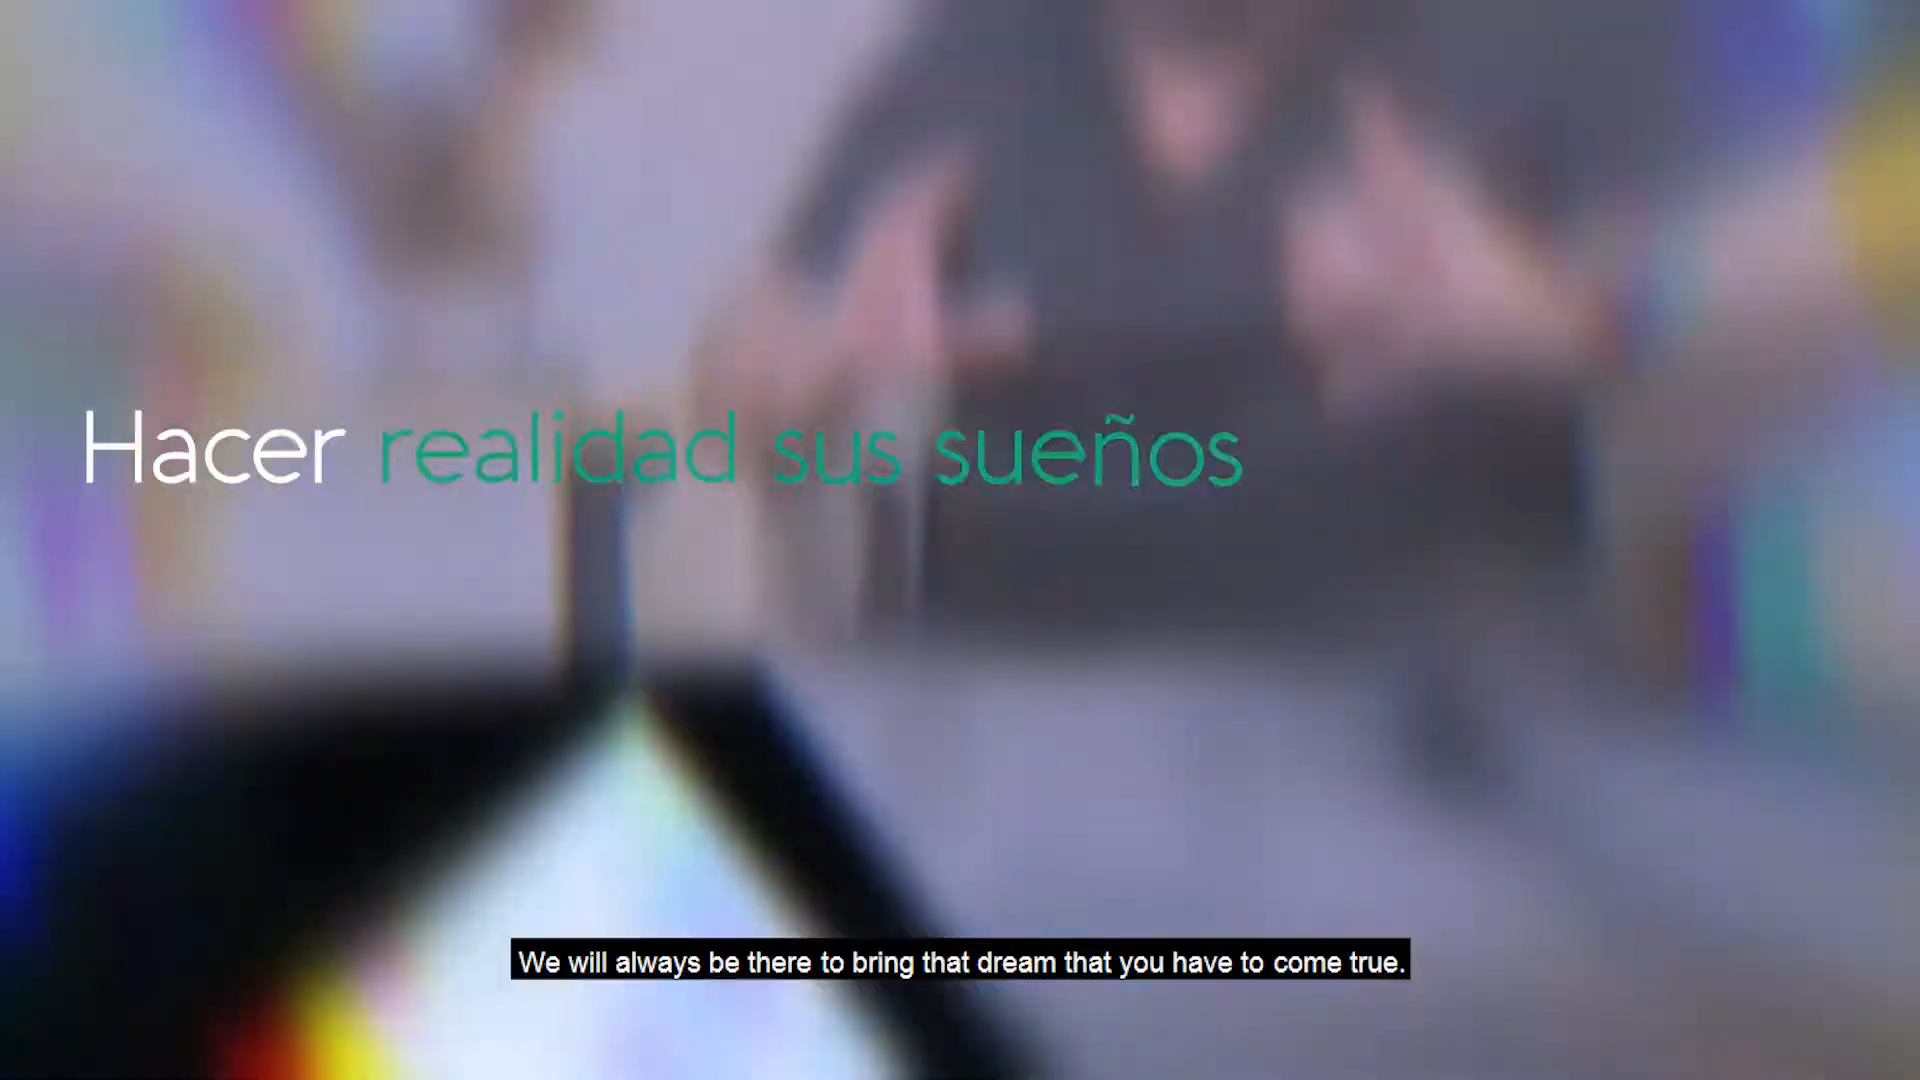 Hacer realidad sus sueños
We will always be there to bring that dream that you have to come true.